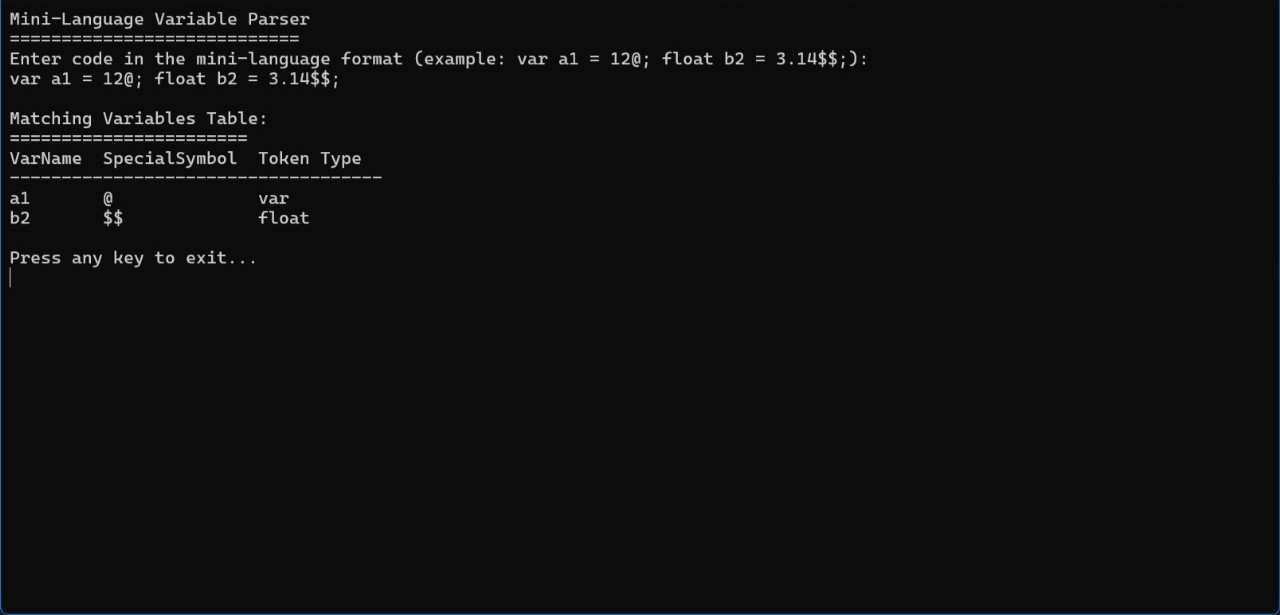 Mini-Language Variable Parser
============================
Enter code in the mini-language format (example: var a1 = 12@; float b2 = 3.14$$;):
var a1 = 12@; float b2 = 3.14$$;
Matching Variables Table:
=======================
VarName  SpecialSymbol  Token Type
------------------------------------
a1       @              var
b2       $$             float
Press any key to exit...